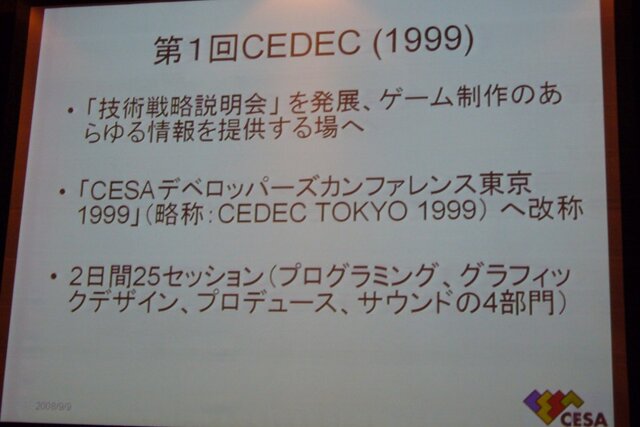 第1回CEDEC (1999)
・「技術戦略説明会」を発展、ゲーム制作のあ
らゆる情報を提供する場へ
・「CESAデベロッパーズカンファレンス東京
1999」（略称：CEDEC TOKYO 1999）へ改称
・2日間25セッション（プログラミング、グラフィッ
クデザイン、プロデュース、サウンドの4部門）
2008/9/9
CESA